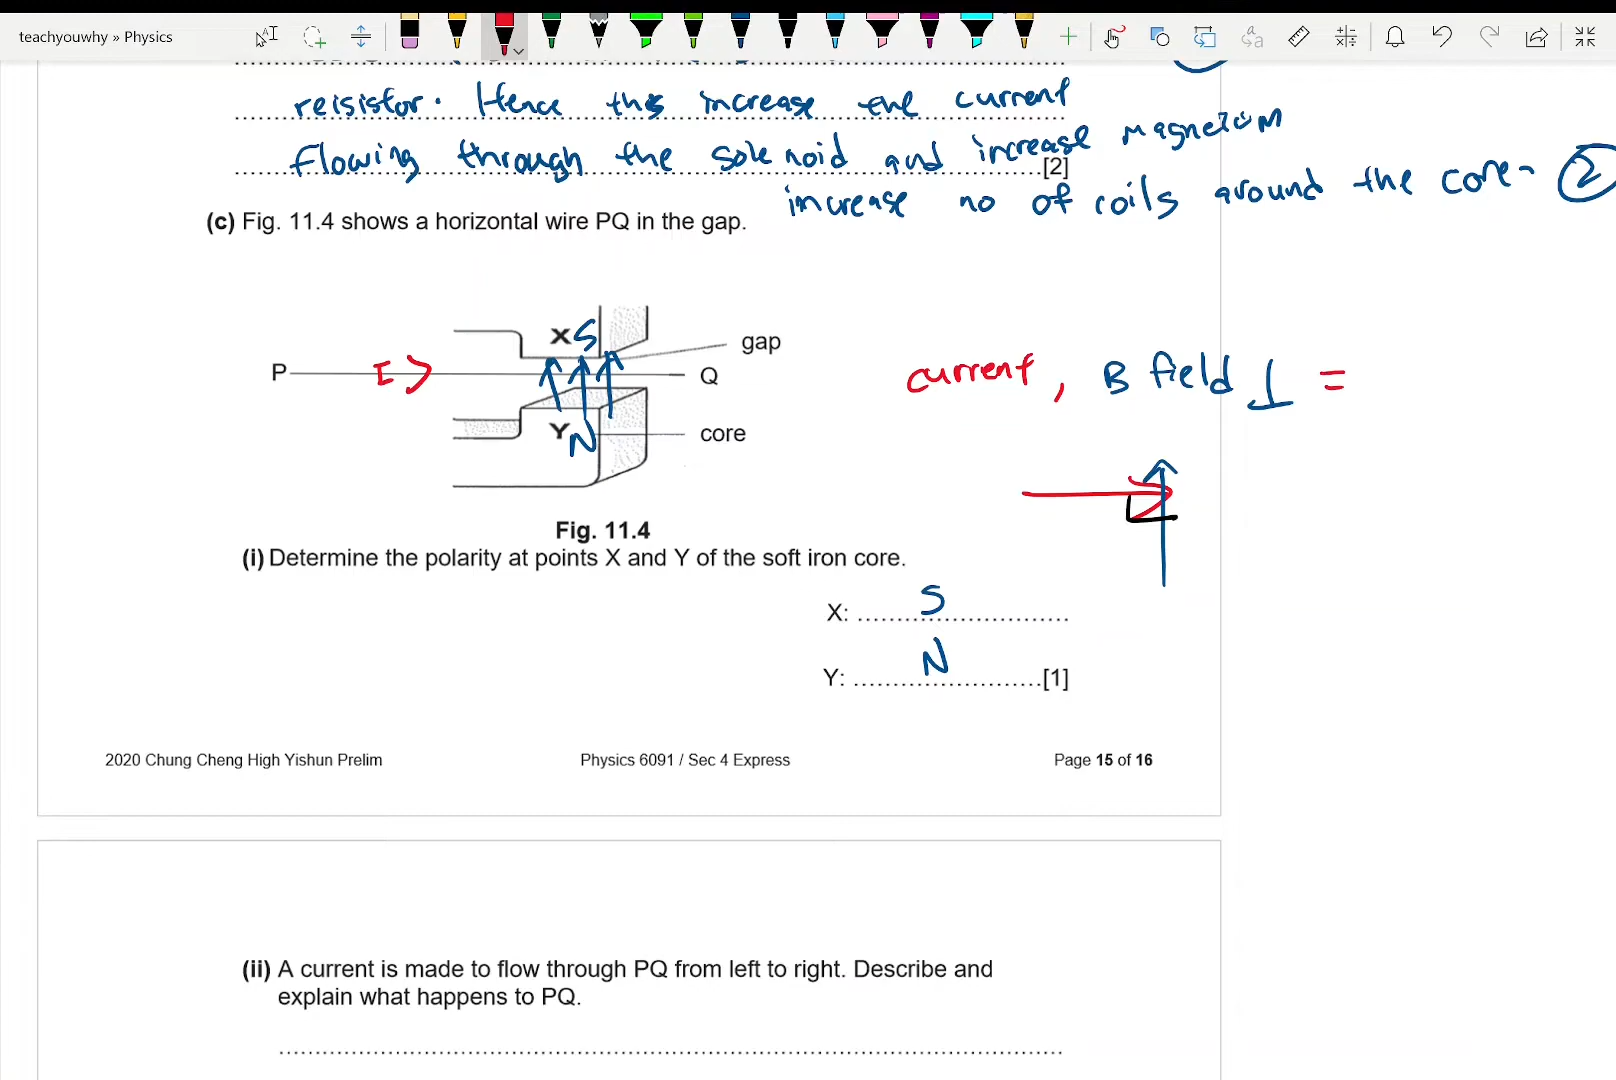 teachyouwhy » Physics
reisistor. Hence this increase the current
flowing through the solenoid and increase magnetism
[2]
increase no of coils around the core. 2
(c) Fig. 11.4 shows a horizontal wire PQ in the gap.
X S
gap
P I Q
current, B field ⊥ =
Y N
core
Fig. 11.4
(i) Determine the polarity at points X and Y of the soft iron core.
X: S
Y: N [1]
2020 Chung Cheng High Yishun Prelim Physics 6091 / Sec 4 Express Page 15 of 16
(ii) A current is made to flow through PQ from left to right. Describe and
explain what happens to PQ.